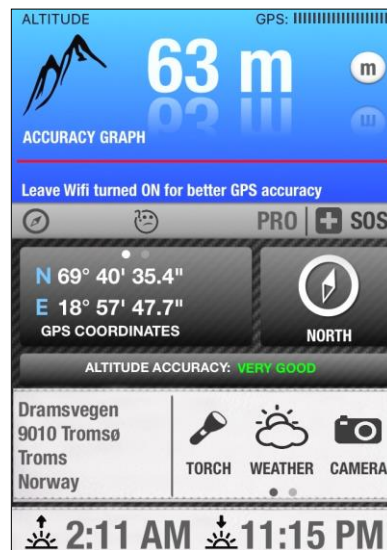 ALTITUDE
GPS:
63 m
m
ACCURACY GRAPH
Leave Wifi turned ON for better GPS accuracy
PRO | SOS
N 69° 40' 35.4"
E 18° 57' 47.7"
GPS COORDINATES
NORTH
ALTITUDE ACCURACY: VERY GOOD
Dramsvegen
9010 Tromsø
Troms
Norway
TORCH WEATHER CAMERA
2:11 AM 11:15 PM